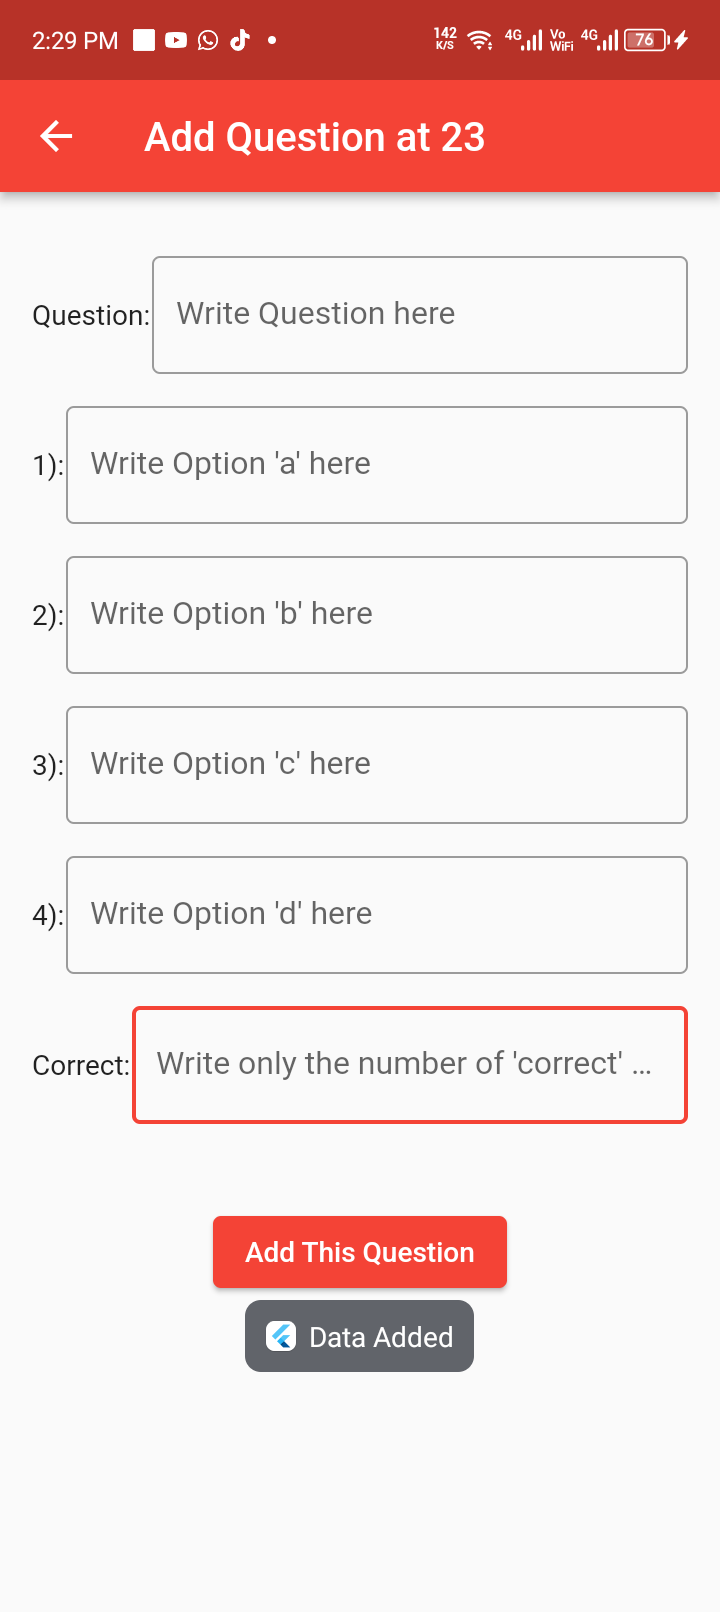 2:29 PM 142 K/S 4G Vo WiFi 4G 76
Add Question at 23
Question: Write Question here
1): Write Option 'a' here
2): Write Option 'b' here
3): Write Option 'c' here
4): Write Option 'd' here
Correct: Write only the number of 'correct' ...
Add This Question
Data Added